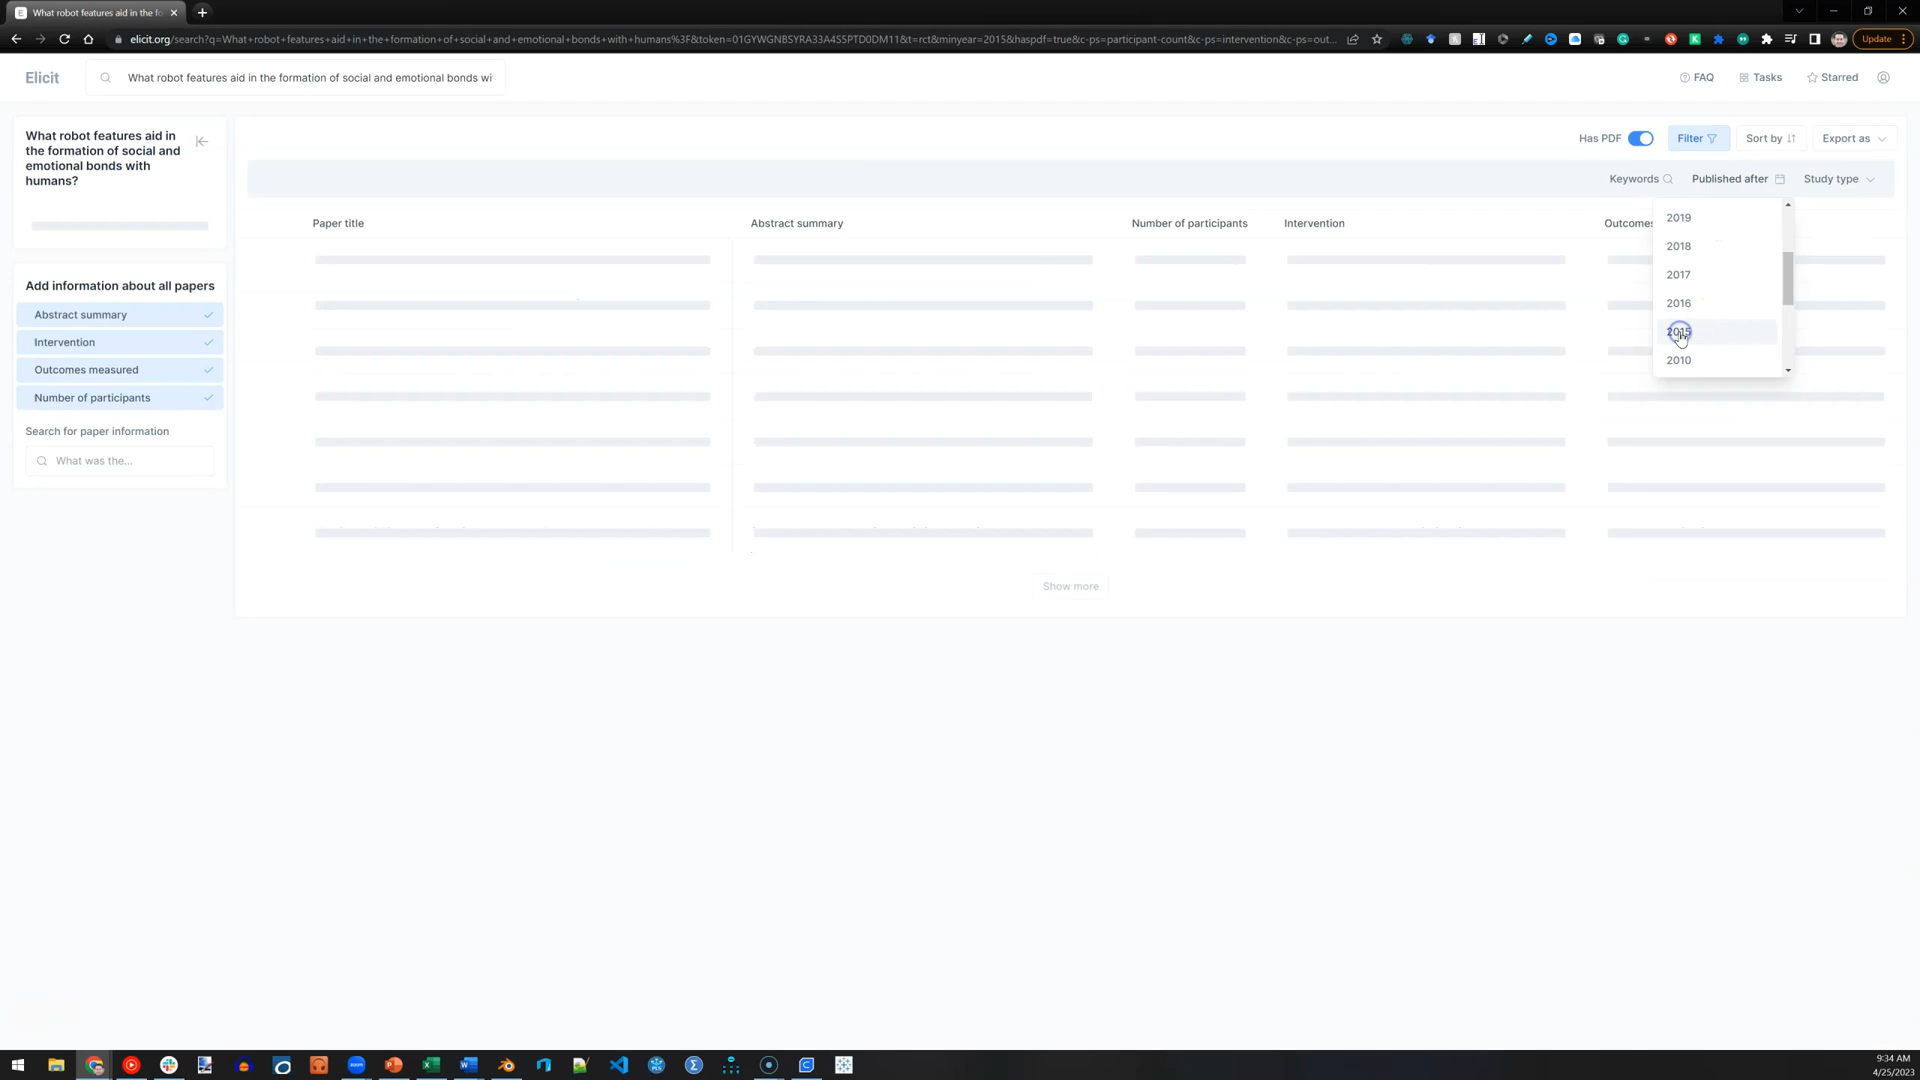 What robot features aid in the fo
elicit.org/search?q=What+robot+features+aid+in+the+formation+of+social+and+emotional+bonds+with+humans%3F&token=01GYWGNBSYRA33A4S5PTD0DM11&t=rct&minyear=2015&haspdf=true&c-ps=participant-count&c-ps=intervention&c-ps=out...
Update
Elicit
What robot features aid in the formation of social and emotional bonds wi
FAQ
Tasks
Starred
What robot features aid in
the formation of social and
emotional bonds with
humans?
Has PDF
Filter
Sort by
Export as
Keywords
Published after
Study type
Paper title
Abstract summary
Number of participants
Intervention
Outcomes
2019
2018
2017
2016
2015
2010
Add information about all papers
Abstract summary
Intervention
Outcomes measured
Number of participants
Search for paper information
What was the...
Show more
9:34 AM
4/25/2023